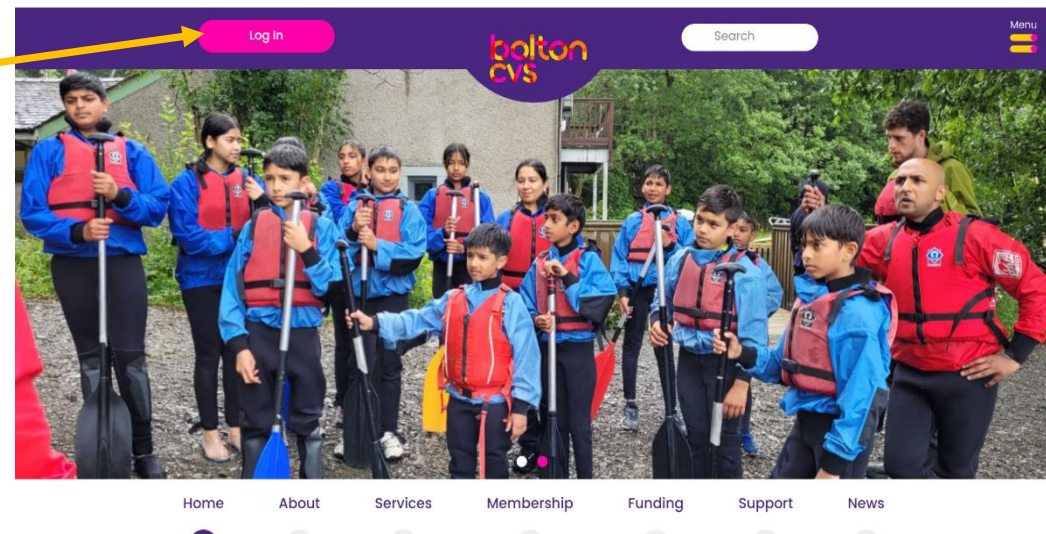 Log In
bolton
cvs
Search
Menu
Home About Services Membership Funding Support News